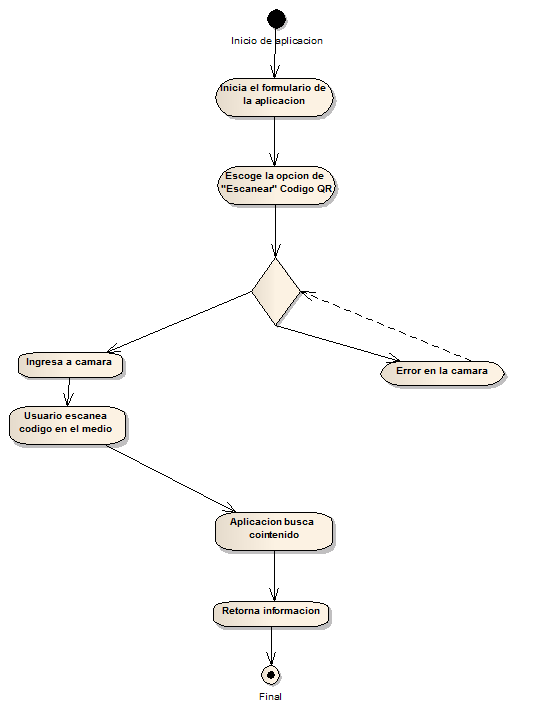 Inicio de aplicacion
Inicia el formulario de
la aplicacion
Escoge la opcion de
"Escanear" Codigo QR
Ingresa a camara
Error en la camara
Usuario escanea
codigo en el medio
Aplicacion busca
cointenido
Retorna informacion
Final